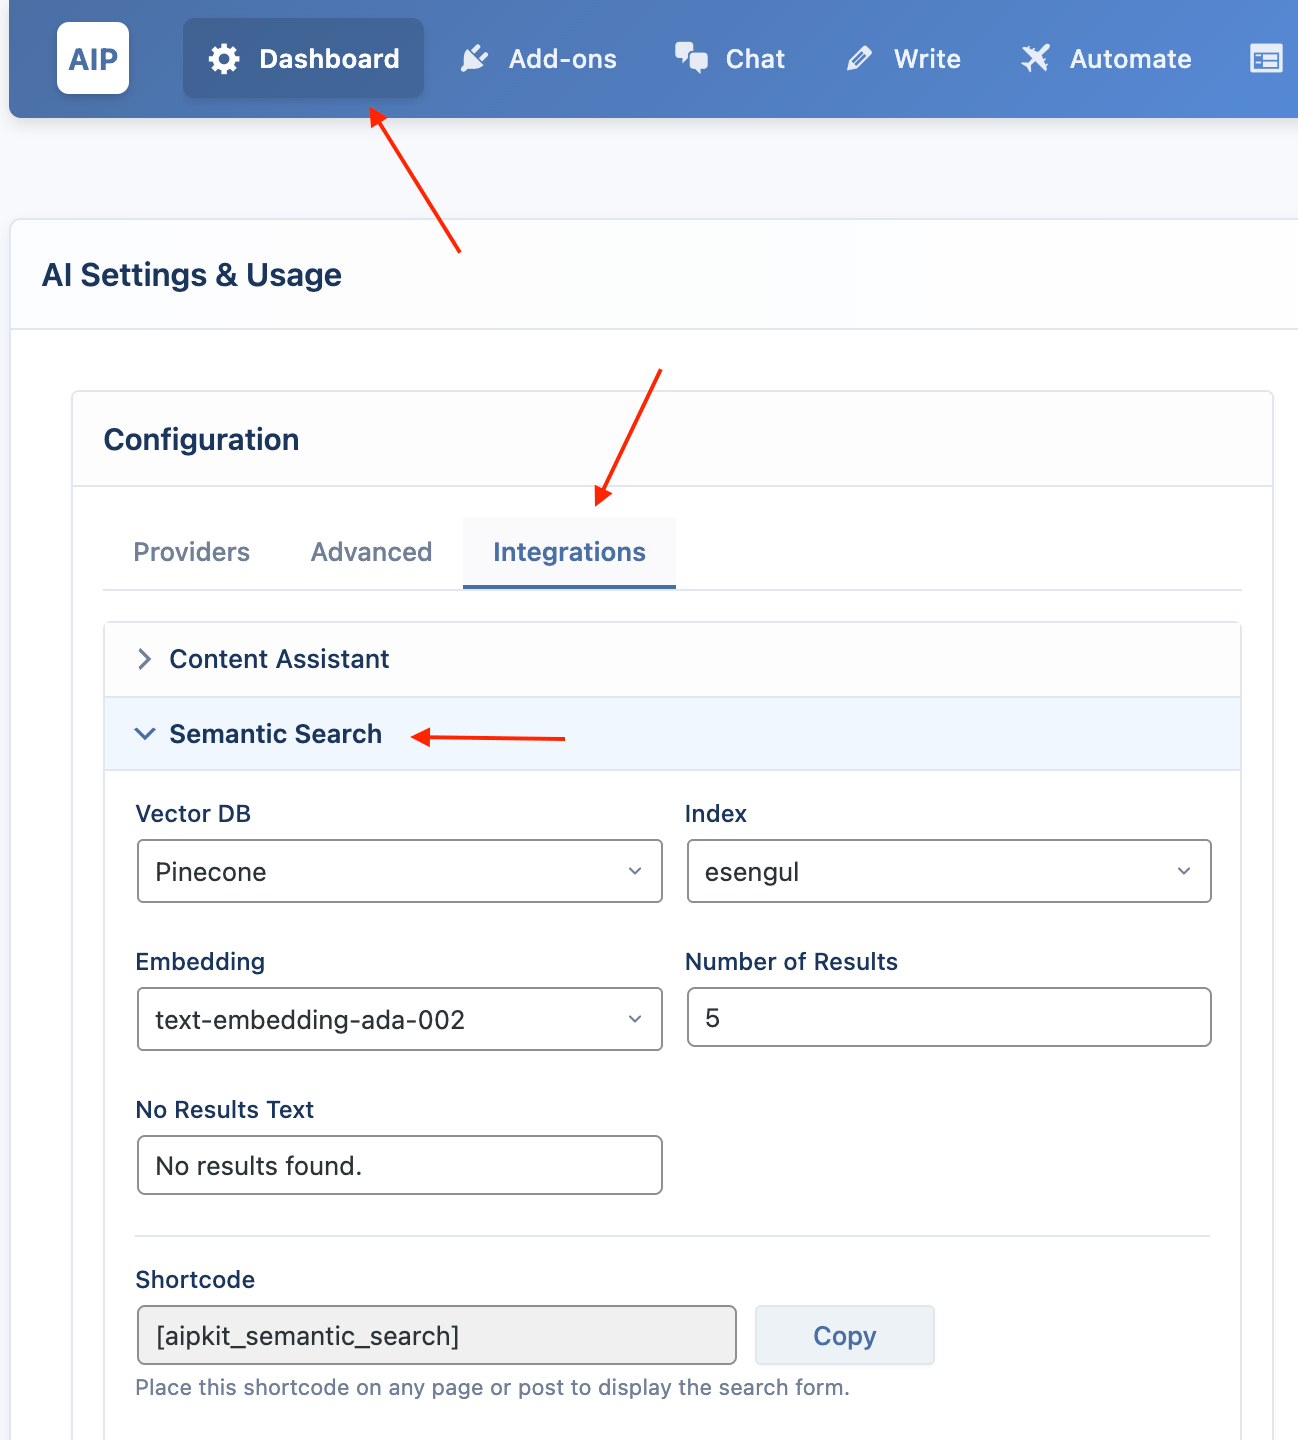 AIP Dashboard Add-ons Chat Write Automate
AI Settings & Usage
Configuration
Providers Advanced Integrations
Content Assistant
Semantic Search
Vector DB Index
Pinecone esengul
Embedding Number of Results
text-embedding-ada-002 5
No Results Text
No results found.
Shortcode
[aipkit_semantic_search] Copy
Place this shortcode on any page or post to display the search form.